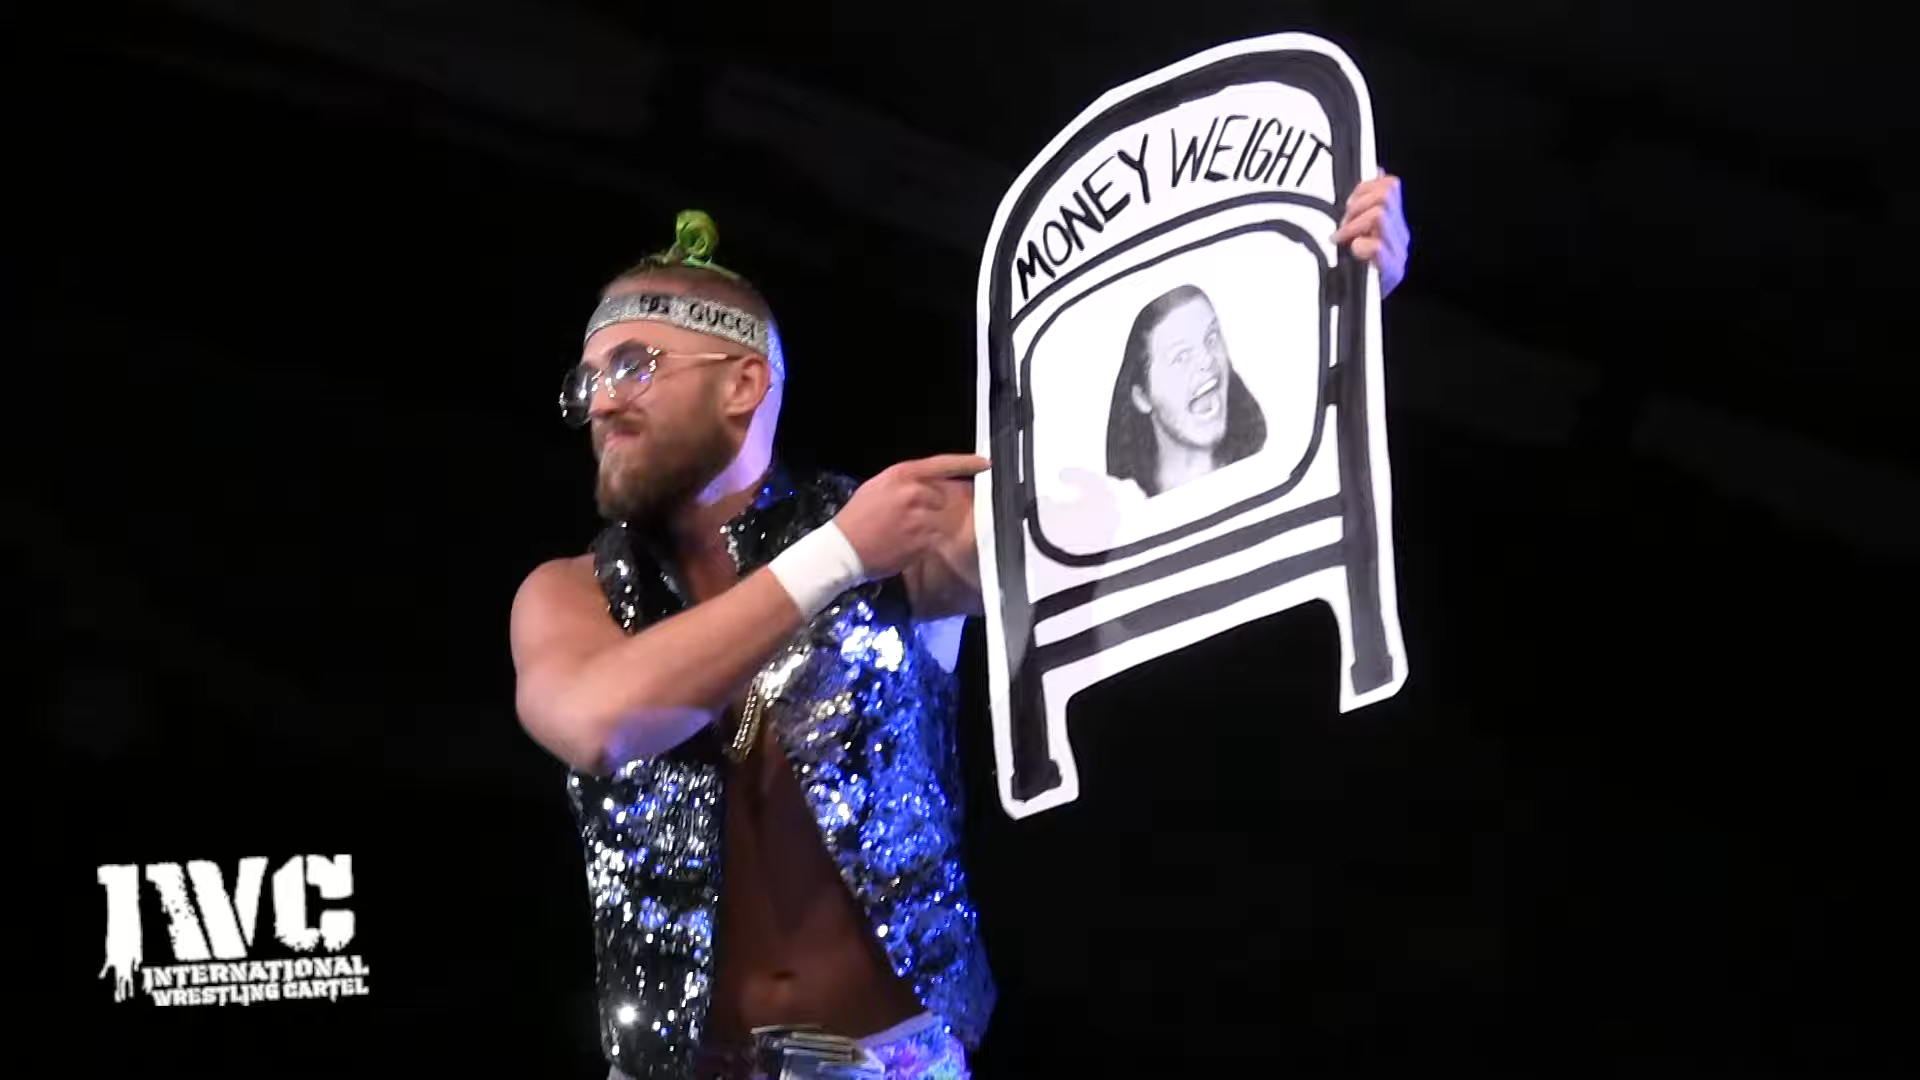 MONEY WEIGHT
GUCCI
IWC
INTERNATIONAL
WRESTLING CARTEL